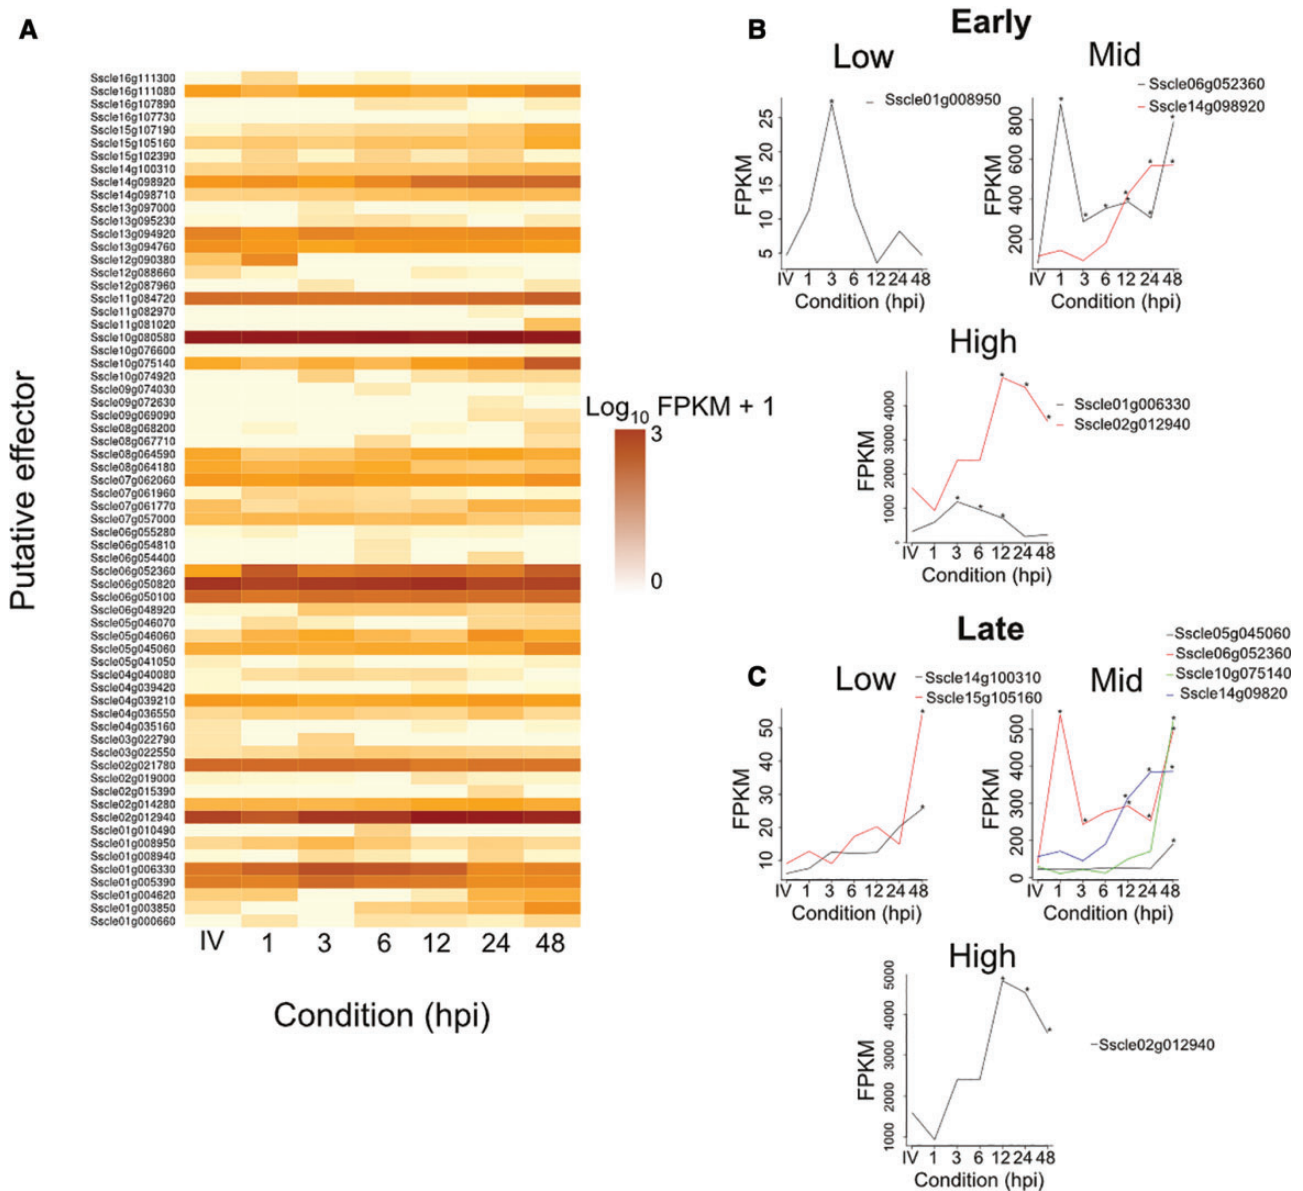 A
Sscle16g111300
Sscle16g111080
Sscle16g107890
Sscle16g107730
Sscle15g107190
Sscle15g105160
Sscle15g102390
Sscle14g100310
Sscle14g098920
Sscle14g098710
Sscle13g097000
Sscle13g095230
Sscle13g094920
Sscle13g094760
Sscle12g090380
Sscle12g088660
Sscle12g087960
Sscle11g084720
Sscle11g082970
Sscle11g081020
Sscle10g080580
Sscle10g076600
Sscle10g075140
Sscle10g074920
Sscle09g074030
Sscle09g072630
Sscle09g069090
Sscle08g068200
Sscle08g067710
Sscle08g064590
Sscle08g064180
Sscle07g062060
Sscle07g061960
Sscle07g061770
Sscle07g057000
Sscle06g055280
Sscle06g054810
Sscle06g054400
Sscle06g052360
Sscle06g050820
Sscle06g050100
Sscle06g048920
Sscle05g046070
Sscle05g046060
Sscle05g045060
Sscle05g041050
Sscle04g040080
Sscle04g039420
Sscle04g039210
Sscle04g036550
Sscle04g035160
Sscle03g022790
Sscle03g022550
Sscle02g021780
Sscle02g019000
Sscle02g015390
Sscle02g014280
Sscle02g012940
Sscle01g010490
Sscle01g008950
Sscle01g008940
Sscle01g006330
Sscle01g005390
Sscle01g004620
Sscle01g003850
Sscle01g000660
Putative effector
IV 1 3 6 12 24 48
Condition (hpi)
Log10 FPKM + 1
3
0
B
Early
Low
Sscle01g008950
FPKM
25
20
15
10
5
IV 1 3 6 12 24 48
Condition (hpi)
Mid
Sscle06g052360
Sscle14g098920
FPKM
800
600
400
200
IV 1 3 6 12 24 48
Condition (hpi)
High
Sscle01g006330
Sscle02g012940
FPKM
4000
3000
2000
1000
0
IV 1 3 6 12 24 48
Condition (hpi)
C
Late
Low
Sscle14g100310
Sscle15g105160
FPKM
50
40
30
20
10
IV 1 3 6 12 24 48
Condition (hpi)
Mid
Sscle05g045060
Sscle06g052360
Sscle10g075140
Sscle14g09820
FPKM
500
400
300
200
0
IV 1 3 6 12 24 48
Condition (hpi)
High
Sscle02g012940
FPKM
5000
4000
3000
2000
1000
IV 1 3 6 12 24 48
Condition (hpi)